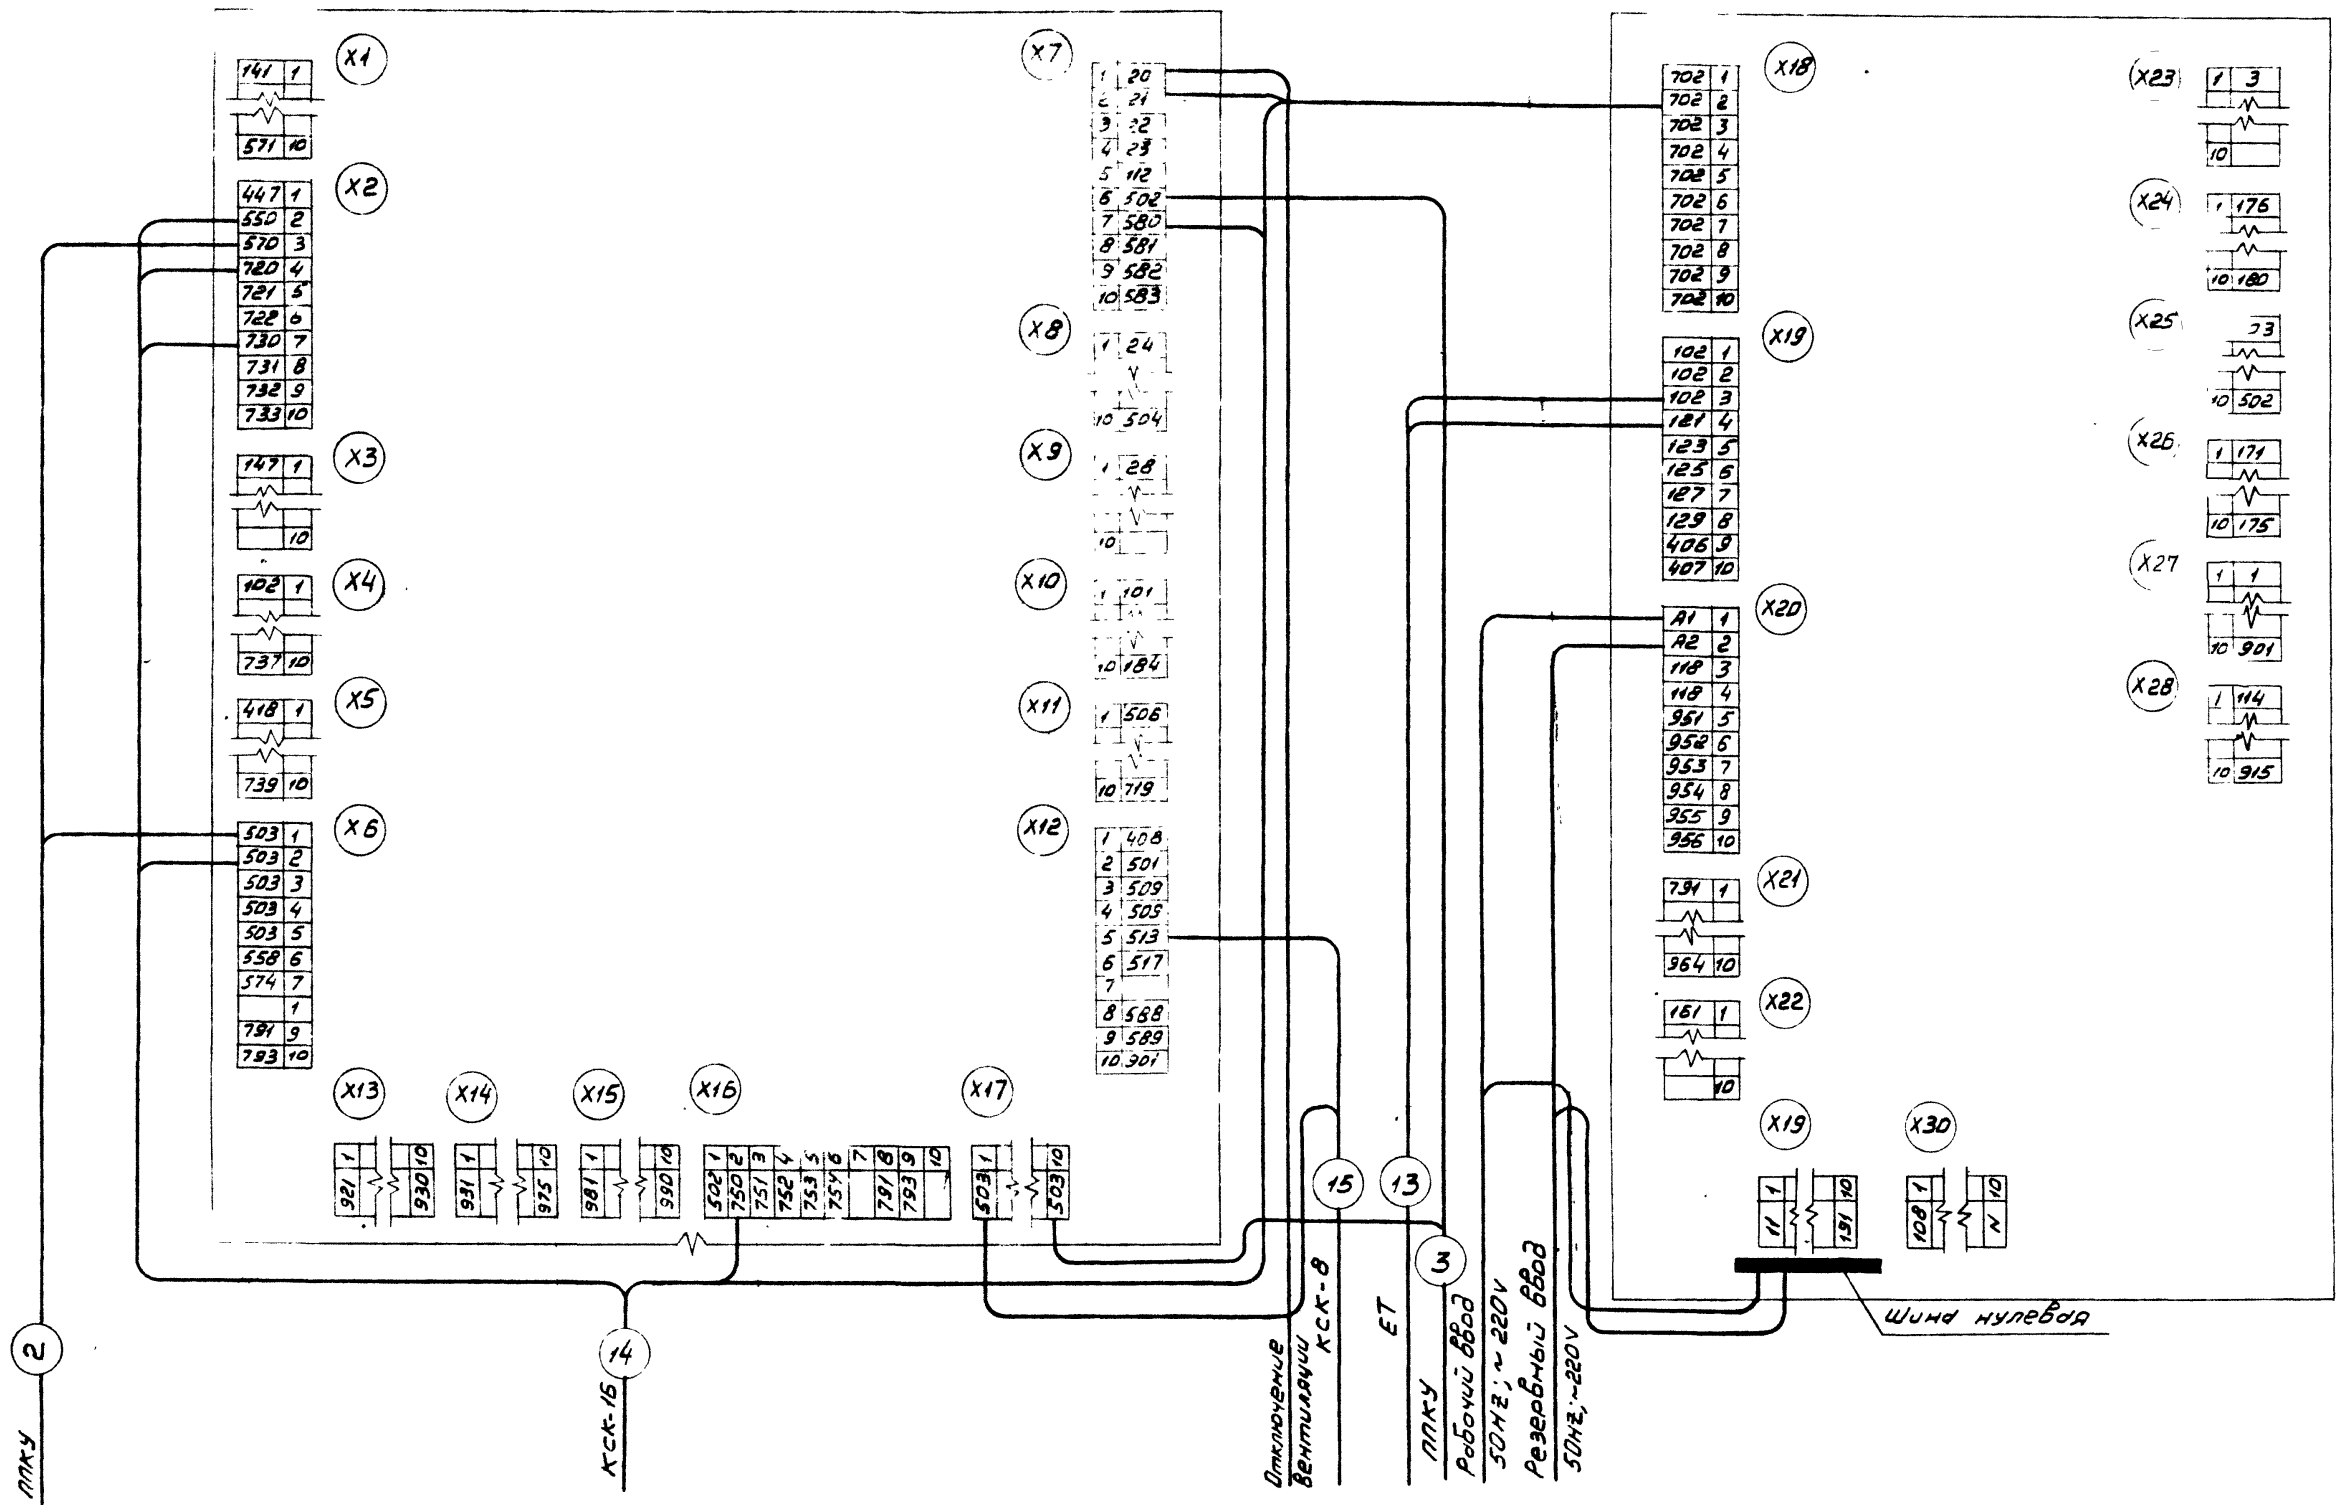 X1
141 1
571 10
X2
447 1
550 2
570 3
720 4
721 5
722 6
730 7
731 8
732 9
733 10
X3
147 1
10
X4
102 1
737 10
X5
418 1
739 10
X6
503 1
503 2
503 3
503 4
503 5
558 6
574 7
1
791 9
793 10
X7
1 20
2 21
3 22
4 23
5 112
6 502
7 580
8 581
9 582
10 583
X8
1 24
10 504
X9
1 28
10
X10
1 101
10 184
X11
1 506
10 719
X12
1 408
2 501
3 509
4 509
5 513
6 517
7
8 588
9 589
10 901
X13
921 1
930 10
X14
931 1
975 10
X15
981 1
990 10
X16
502 1
750 2
751 3
752 4
753 5
754 6
7
791 8
793 9
10
X17
503 1
503 10
X18
702 1
702 2
702 3
702 4
702 5
702 6
702 7
702 8
702 9
702 10
X19
102 1
102 2
102 3
121 4
123 5
125 6
127 7
129 8
406 9
407 10
X20
A1 1
A2 2
118 3
118 4
951 5
952 6
953 7
954 8
955 9
956 10
X21
791 1
964 10
X22
161 1
10
X23
1 3
10
X24
1 176
10 180
X25
10 502
X26
1 171
10 175
X27
1 1
10 901
X28
1 114
10 915
X19
11 1
191 10
X30
108 1
N 10
Шина нулевая
2
ППКУ
14
КСК-16
Отключение
вентиляции
15
КСК-8
13
ЕТ
3
ППКУ
Рабочий ввод
50Hz; ~ 220V
Резервный ввод
50Hz; ~220V